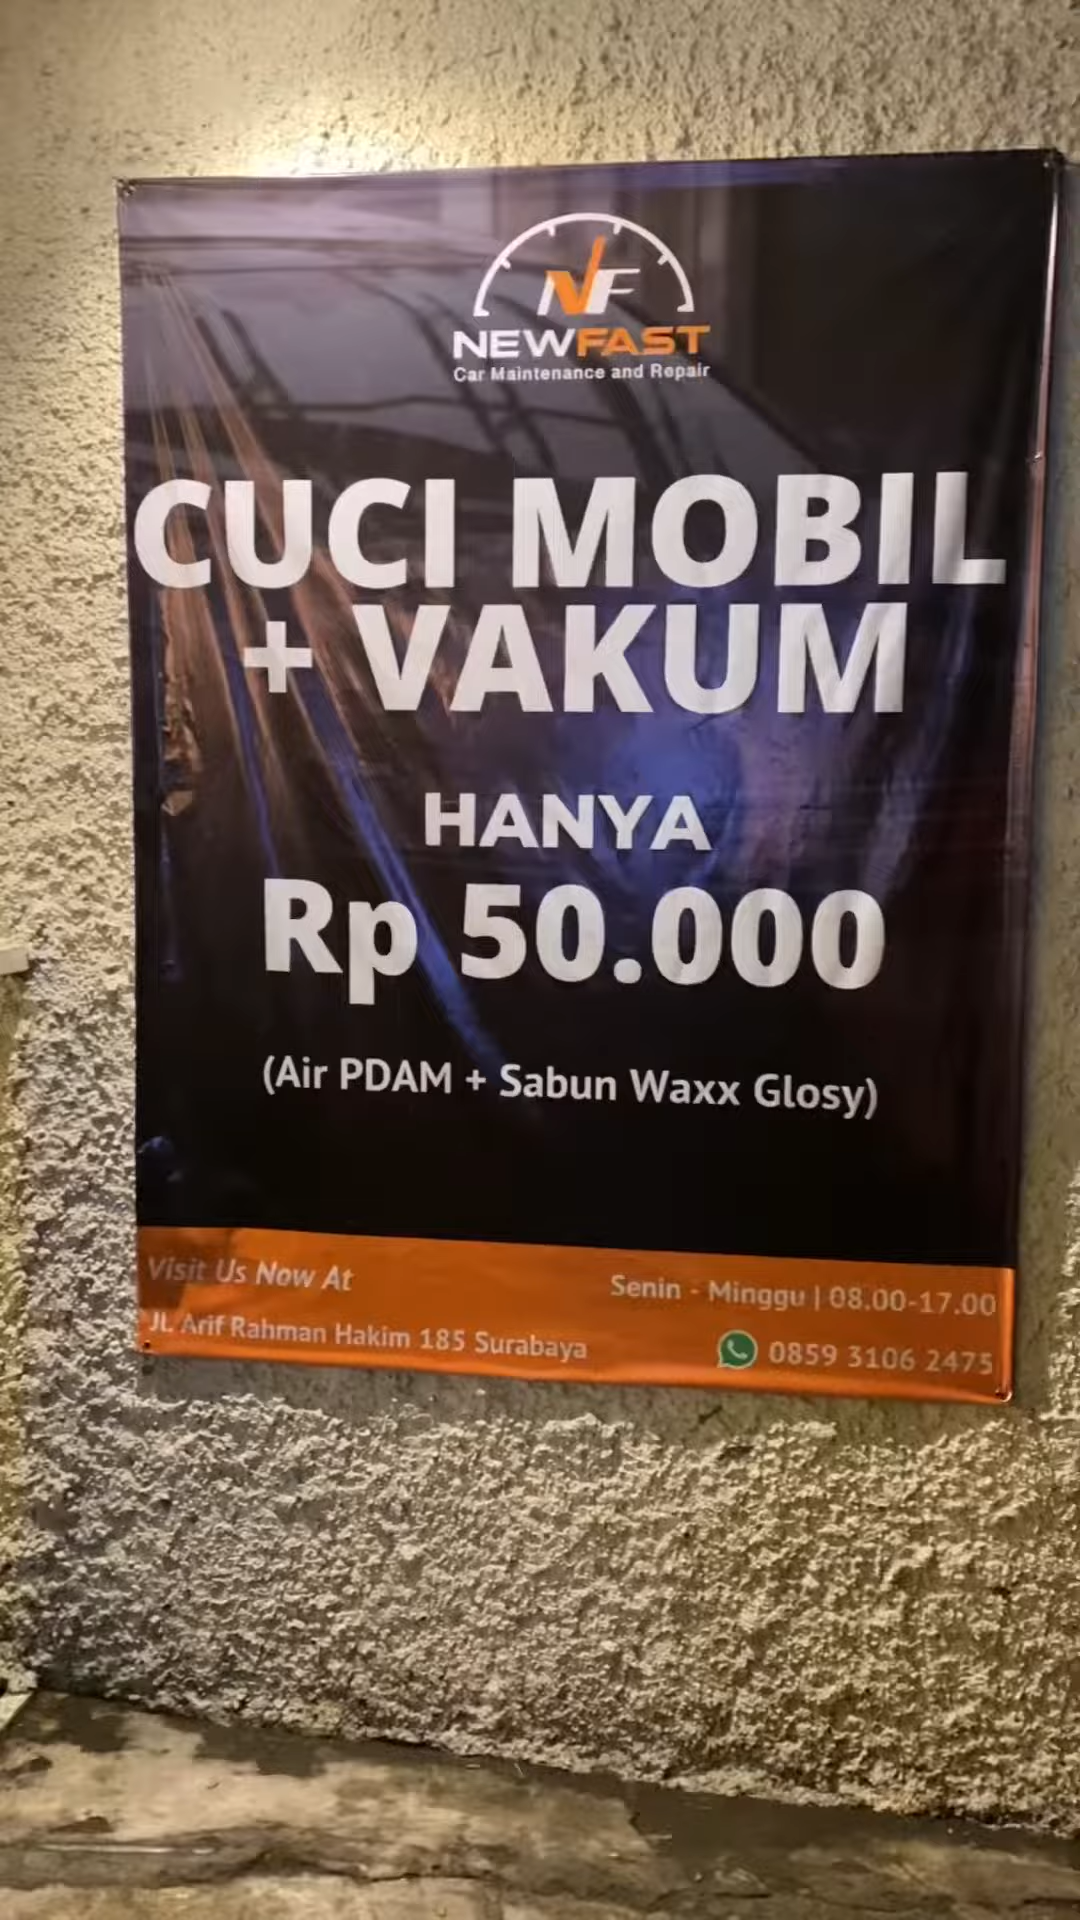 NF
NEWFAST
Car Maintenance and Repair
CUCI MOBIL
+ VAKUM
HANYA
Rp 50.000
(Air PDAM + Sabun Waxx Glosy)
Visit Us Now At
JL. Arif Rahman Hakim 185 Surabaya
Senin - Minggu | 08.00-17.00
0859 3106 2475